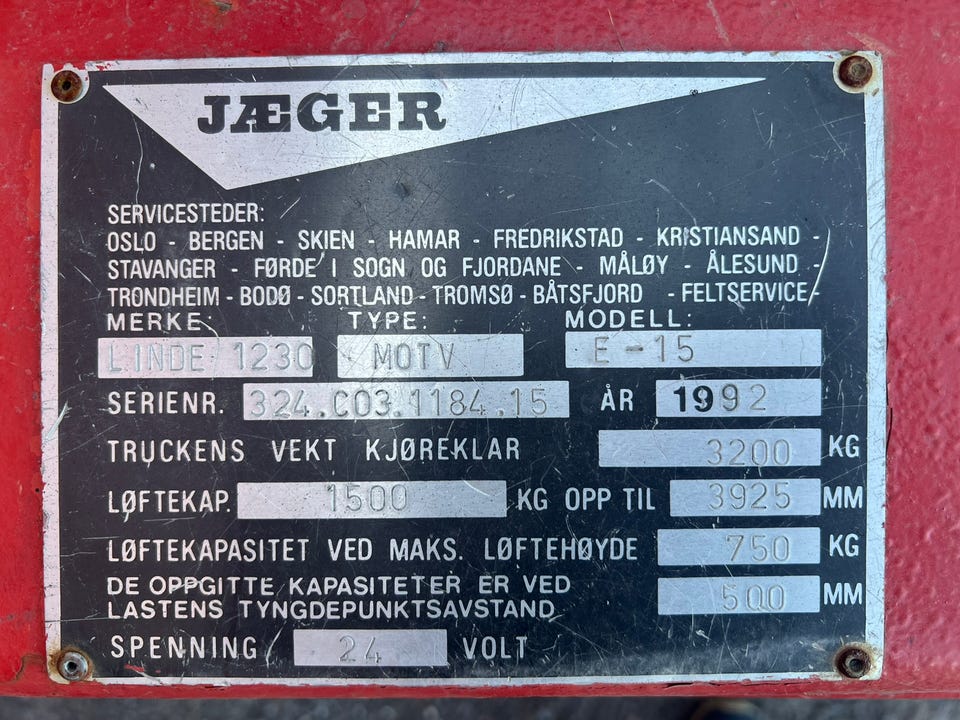 JÆGER
SERVICESTEDER:
OSLO - BERGEN - SKIEN - HAMAR - FREDRIKSTAD - KRISTIANSAND -
STAVANGER - FØRDE I SOGN OG FJORDANE - MÅLØY - ÅLESUND -
TRONDHEIM - BODØ - SORTLAND - TROMSØ - BÅTSFJORD - FELTSERVICE -
MERKE: TYPE: MODELL:
LINDE 1230 MOTV E-15
SERIENR. 324.C03.1184.15 ÅR 1992
TRUCKENS VEKT KJØREKLAR 3200 KG
LØFTEKAP. 1500 KG OPP TIL 3925 MM
LØFTEKAPASITET VED MAKS. LØFTEHØYDE 750 KG
DE OPPGITTE KAPASITETER ER VED
LASTENS TYNGDEPUNKTSAVSTAND 500 MM
SPENNING 24 VOLT